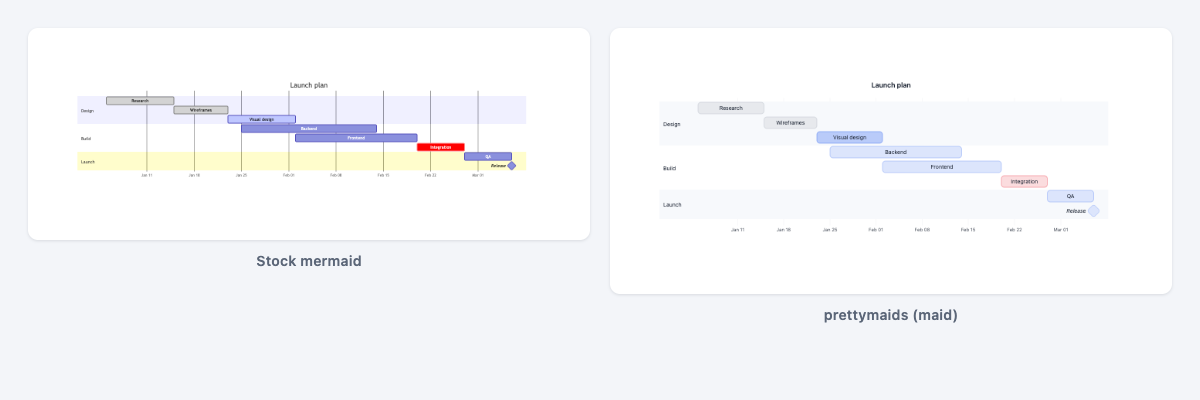 Launch plan
Research
Wireframes
Design
Visual design
Backend
Build
Frontend
Integration
QA
Launch
Release
Jan 11 Jan 18 Jan 25 Feb 01 Feb 08 Feb 15 Feb 22 Mar 01
Stock mermaid
Launch plan
Research
Design
Wireframes
Visual design
Backend
Build
Frontend
Integration
QA
Launch
Release
Jan 11 Jan 18 Jan 25 Feb 01 Feb 08 Feb 15 Feb 22 Mar 01
prettymaids (maid)